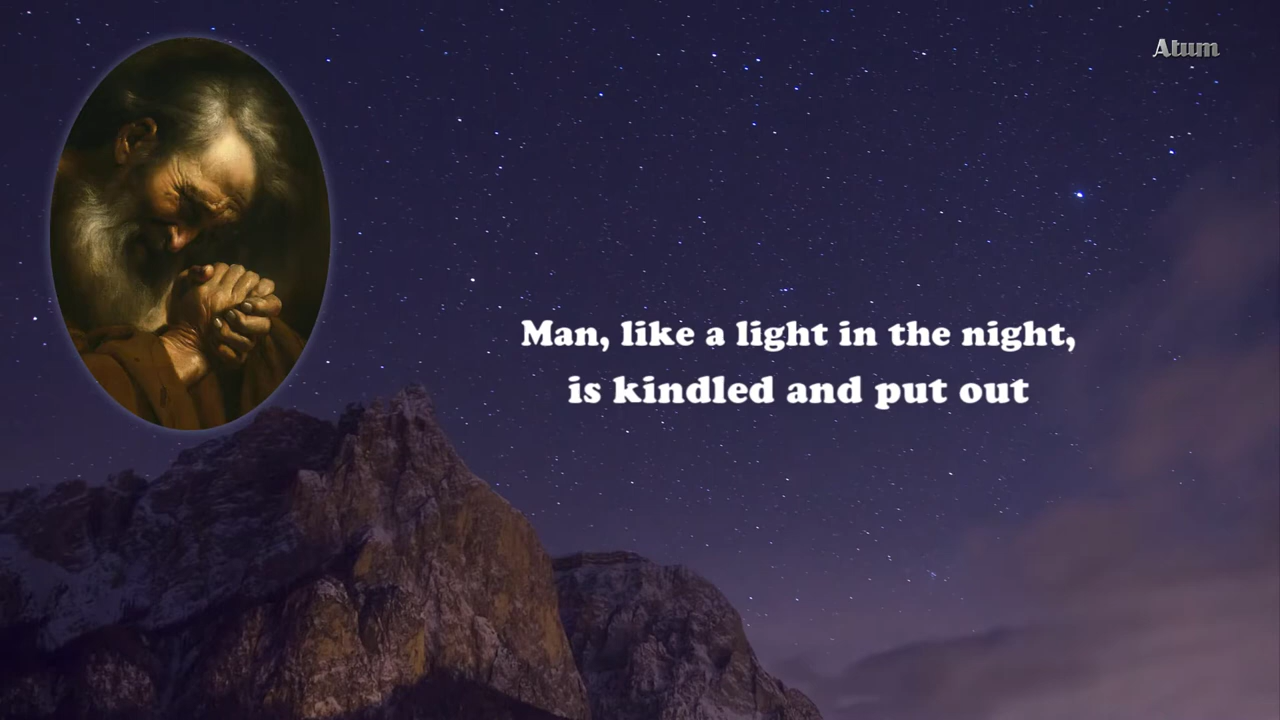 Atum
Man, like a light in the night,
is kindled and put out